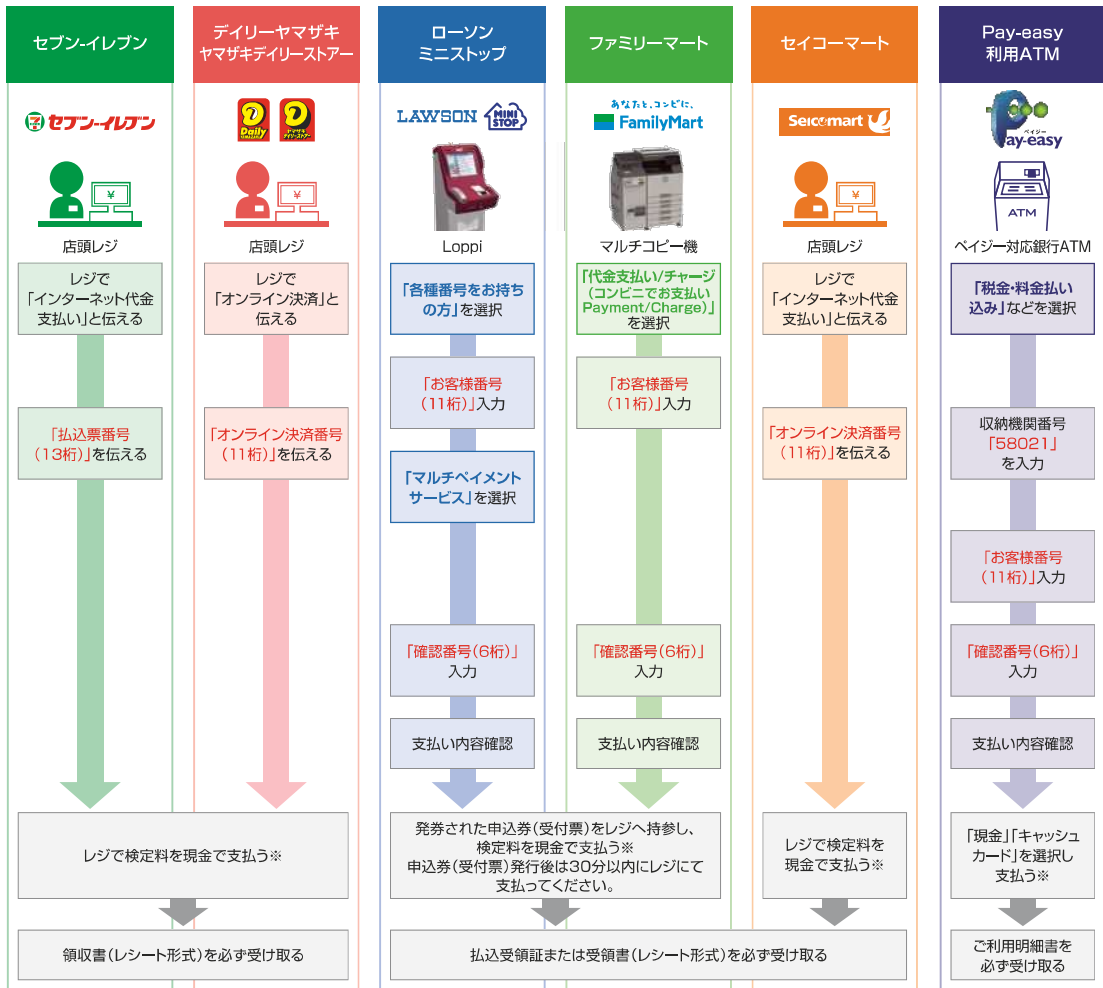 セブン-イレブン
セブン-イレブン
店頭レジ
レジで
「インターネット代金
支払い」と伝える
「払込票番号
(13桁)」を伝える
デイリーヤマザキ
ヤマザキデイリーストアー
Daily
ヤマザキ
デイリーストアー
店頭レジ
レジで
「オンライン決済」と
伝える
「オンライン決済番号
(11桁)」を伝える
レジで検定料を現金で支払う※
領収書(レシート形式)を必ず受け取る
ローソン
ミニストップ
LAWSON
MINI
STOP
Loppi
「各種番号をお持ち
の方」を選択
「お客様番号
(11桁)」入力
「マルチペイメント
サービス」を選択
「確認番号(6桁)」
入力
支払い内容確認
ファミリーマート
あなたと、コンビに、
FamilyMart
マルチコピー機
「代金支払い/チャージ
(コンビニでお支払い
Payment/Charge)」
を選択
「お客様番号
(11桁)」入力
「確認番号(6桁)」
入力
支払い内容確認
発券された申込券(受付票)をレジへ持参し、
検定料を現金で支払う※
申込券(受付票)発行後は30分以内にレジにて
支払ってください。
セイコーマート
Seicomart
店頭レジ
レジで
「インターネット代金
支払い」と伝える
「オンライン決済番号
(11桁)」を伝える
レジで検定料を
現金で支払う※
払込受領証または受領書(レシート形式)を必ず受け取る
Pay-easy
利用ATM
ペイジー
Pay-easy
ATM
ペイジー対応銀行ATM
「税金・料金払い
込み」などを選択
収納機関番号
「58021」
を入力
「お客様番号
(11桁)」入力
「確認番号(6桁)」
入力
支払い内容確認
「現金」「キャッシュ
カード」を選択し
支払う※
ご利用明細書を
必ず受け取る